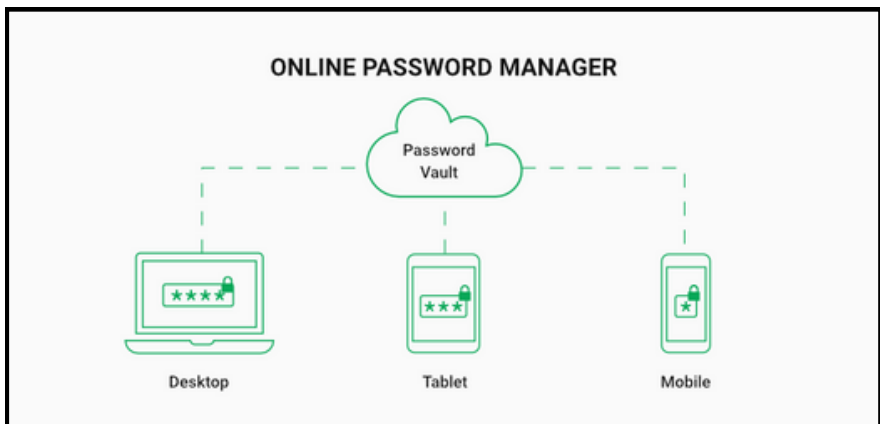 ONLINE PASSWORD MANAGER
Password
Vault
****
***
*
Desktop
Tablet
Mobile